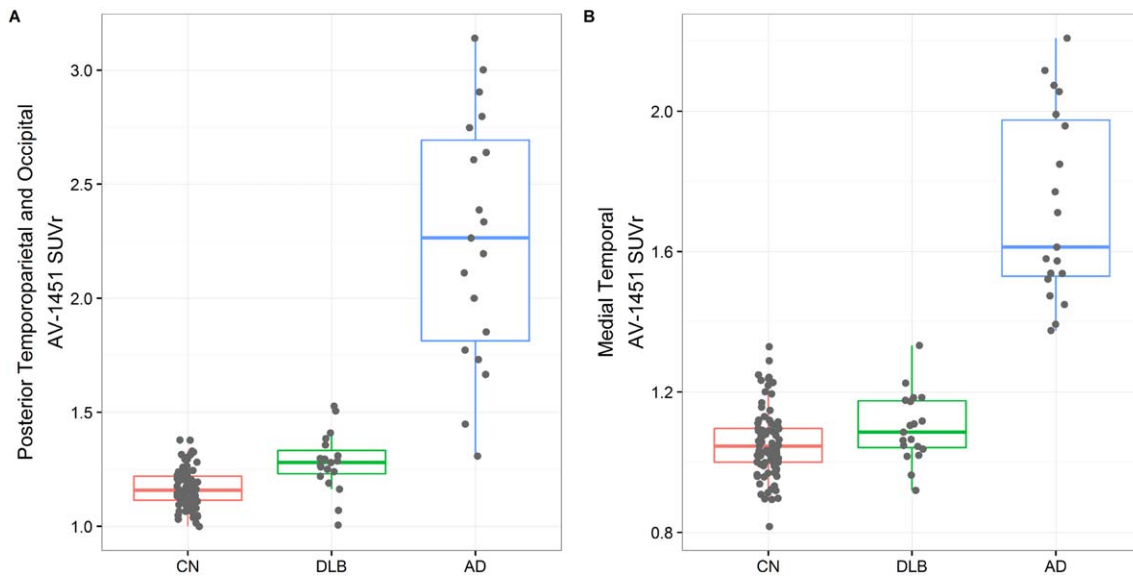 A
Posterior Temporoparietal and Occipital
AV-1451 SUVr
3.0
2.5
2.0
1.5
1.0
CN
DLB
AD
B
Medial Temporal
AV-1451 SUVr
2.0
1.6
1.2
0.8
CN
DLB
AD